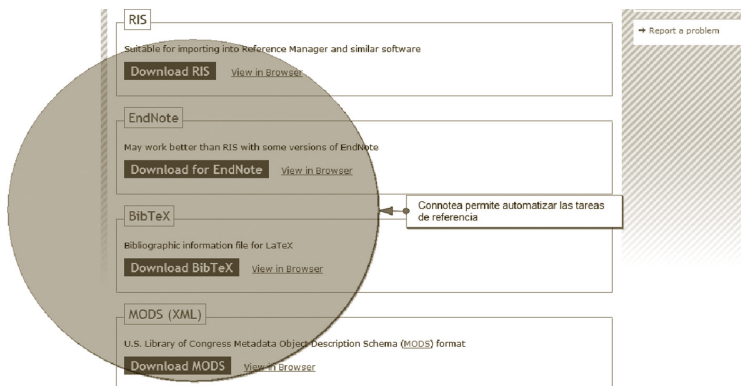 RIS
→ Report a problem
Suitable for importing into Reference Manager and similar software
Download RIS View in Browser
EndNote
May work better than RIS with some versions of EndNote
Download for EndNote View in Browser
Connotea permite automatizar las tareas
de referencia
BibTeX
Bibliographic information file for LaTeX
Download BibTeX View in Browser
MODS (XML)
U.S. Library of Congress Metadata Object Description Schema (MODS) format
Download MODS View in Browser